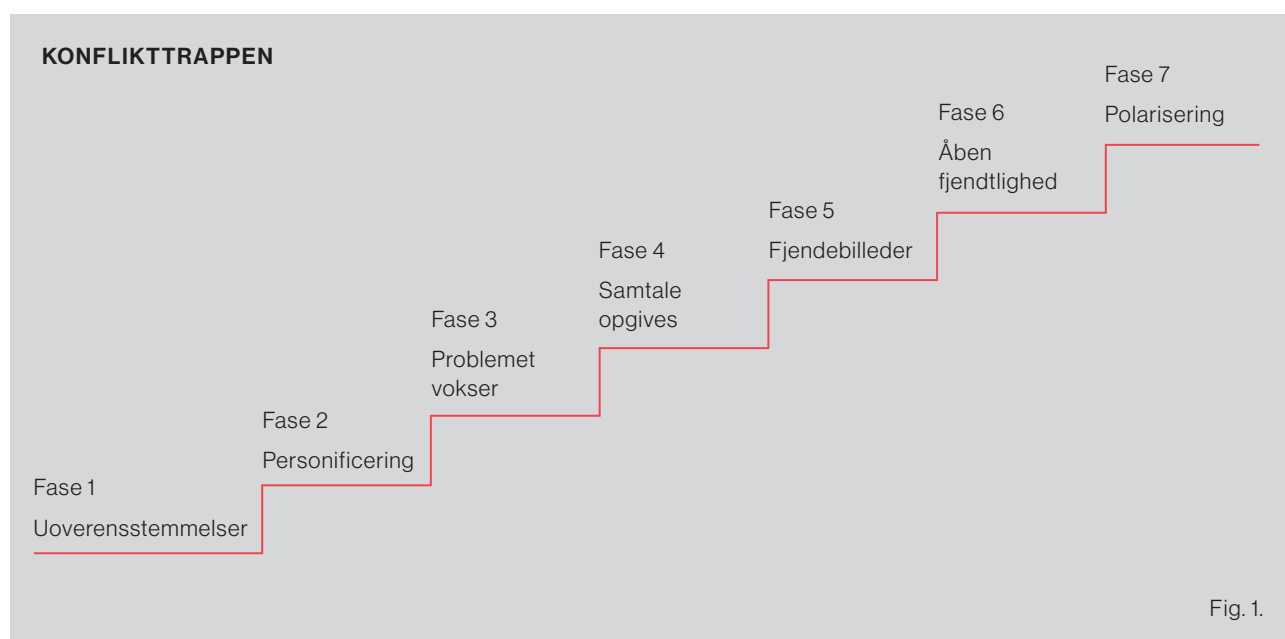 KONFLIKTTRAPPEN
Fase 1
Uoverensstemmelser
Fase 2
Personificering
Fase 3
Problemet
vokser
Fase 4
Samtale
opgives
Fase 5
Fjendebilleder
Fase 6
Åben
fjendtlighed
Fase 7
Polarisering
Fig. 1.